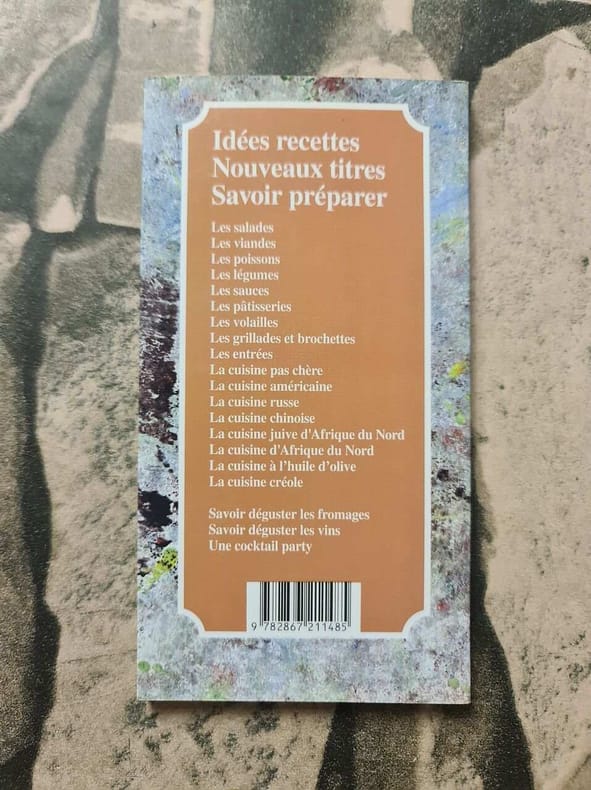 Idées recettes
Nouveaux titres
Savoir préparer
Les salades
Les viandes
Les poissons
Les légumes
Les sauces
Les pâtisseries
Les volailles
Les grillades et brochettes
Les entrées
La cuisine pas chère
La cuisine américaine
La cuisine russe
La cuisine chinoise
La cuisine juive d'Afrique du Nord
La cuisine d'Afrique du Nord
La cuisine à l'huile d'olive
La cuisine créole
Savoir déguster les fromages
Savoir déguster les vins
Une cocktail party
9 782867 211485